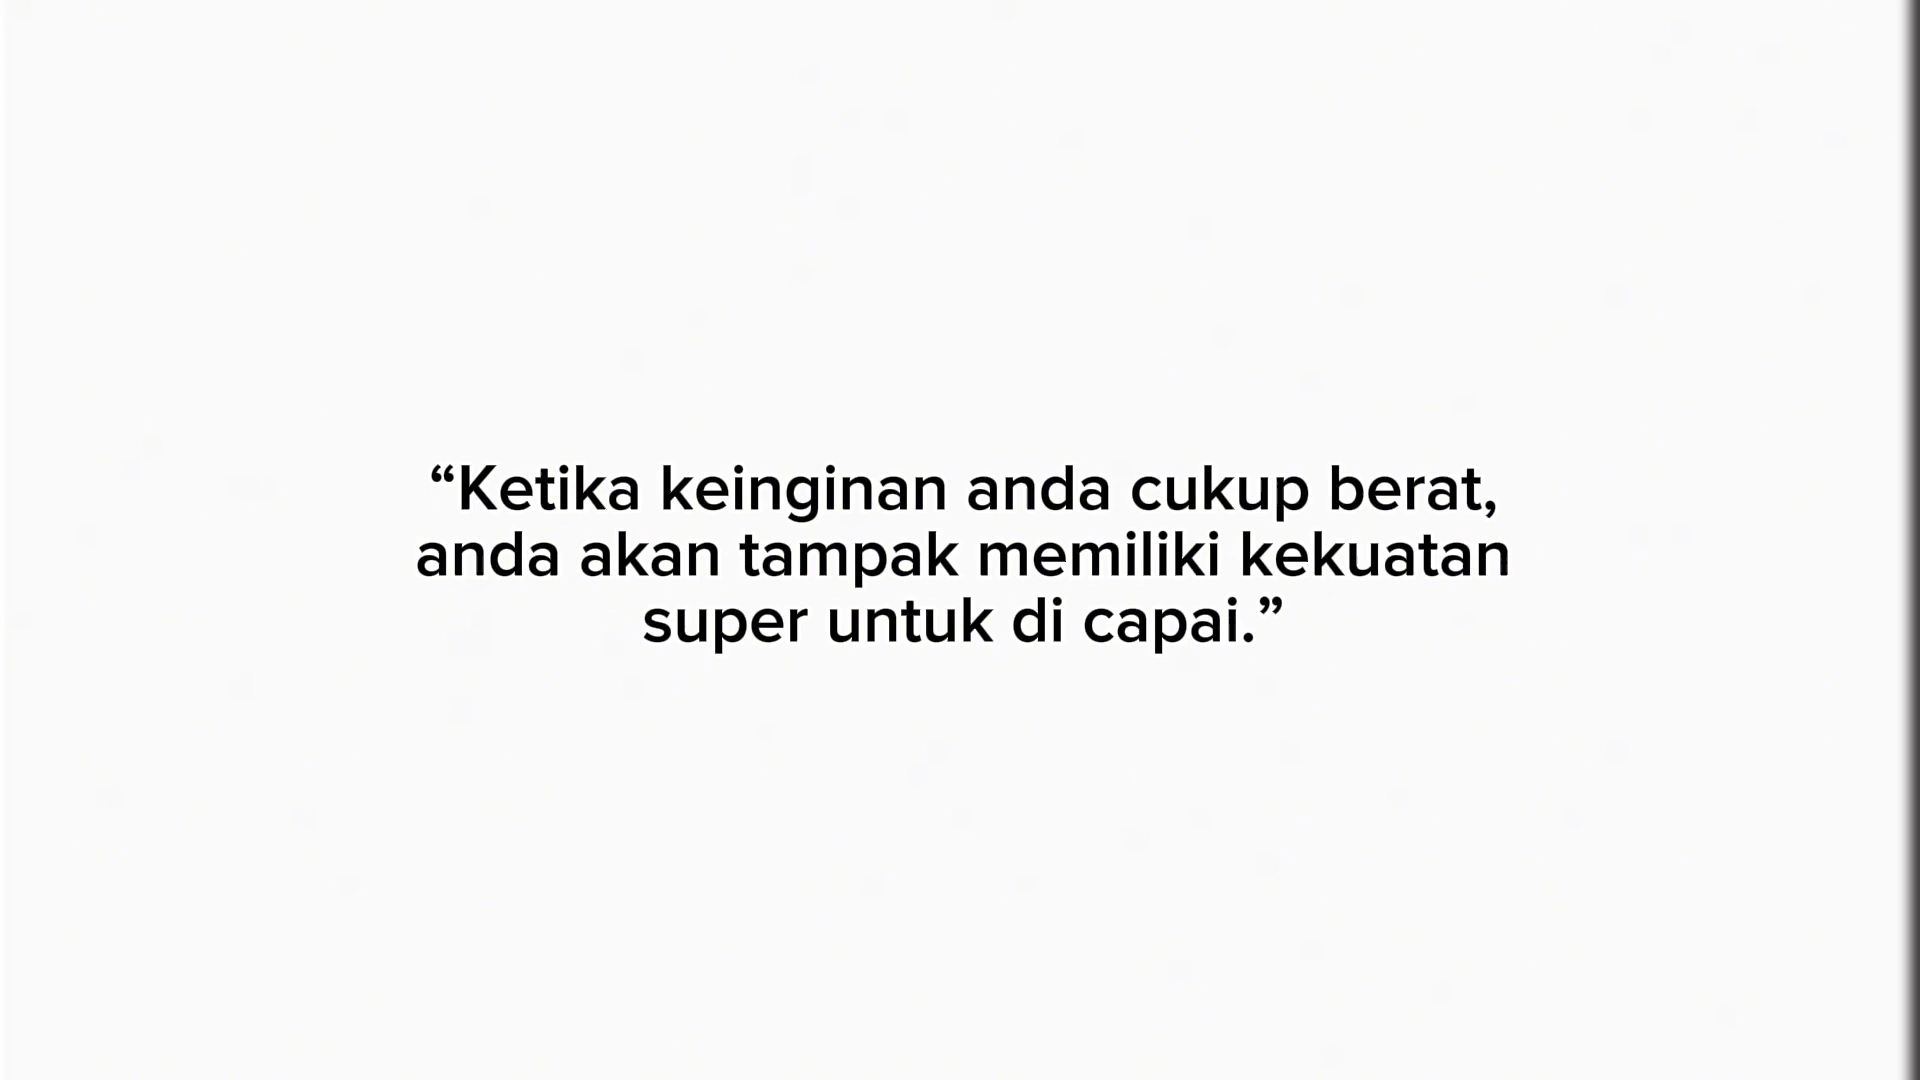 “Ketika keinginan anda cukup berat,
anda akan tampak memiliki kekuatan
super untuk di capai.”